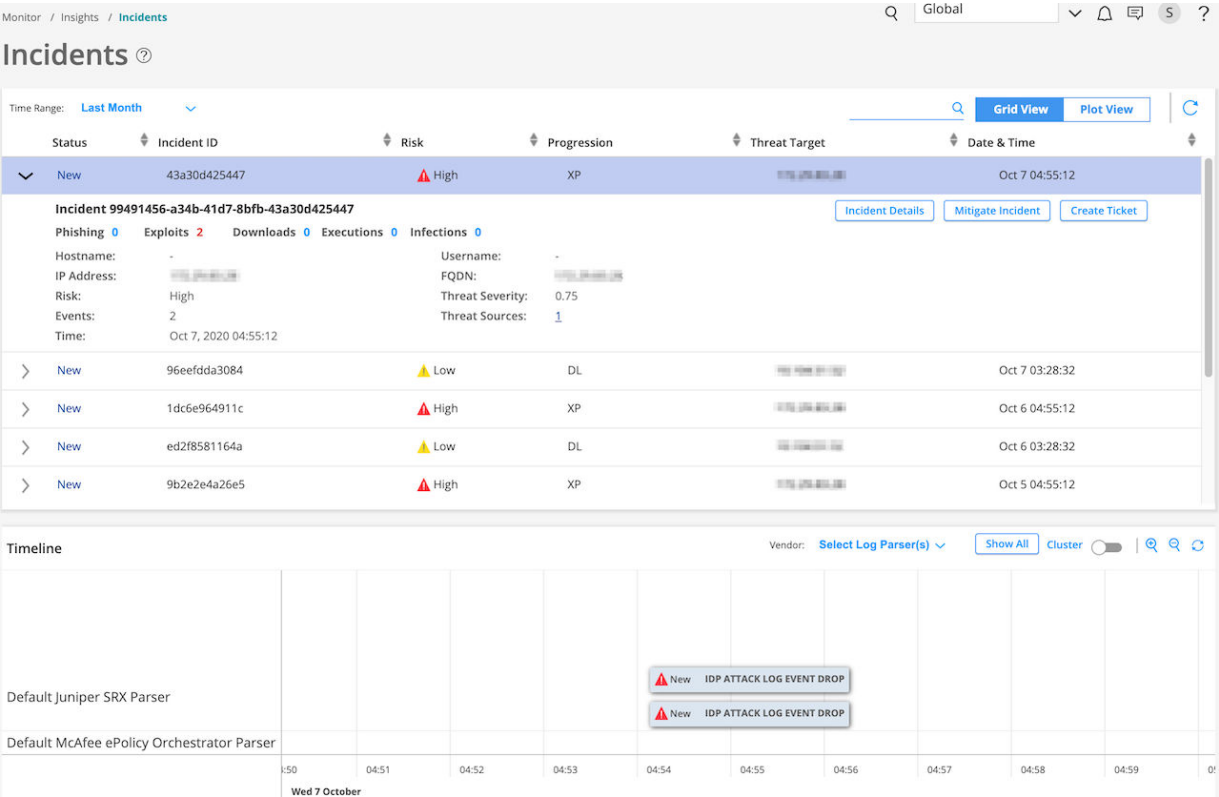 Monitor / Insights / Incidents
Global
S ?
Incidents ?
Time Range: Last Month
Grid View Plot View
Status Incident ID Risk Progression Threat Target Date & Time
New 43a30d425447 High XP Oct 7 04:55:12
Incident 99491456-a34b-41d7-8bfb-43a30d425447
Incident Details Mitigate Incident Create Ticket
Phishing 0 Exploits 2 Downloads 0 Executions 0 Infections 0
Hostname: - Username: -
IP Address: FQDN:
Risk: High Threat Severity: 0.75
Events: 2 Threat Sources: 1
Time: Oct 7, 2020 04:55:12
New 96eefdda3084 Low DL Oct 7 03:28:32
New 1dc6e964911c High XP Oct 6 04:55:12
New ed2f8581164a Low DL Oct 6 03:28:32
New 9b2e2e4a26e5 High XP Oct 5 04:55:12
Timeline
Vendor: Select Log Parser(s) Show All Cluster
New IDP ATTACK LOG EVENT DROP
Default Juniper SRX Parser
New IDP ATTACK LOG EVENT DROP
Default McAfee ePolicy Orchestrator Parser
:50 04:51 04:52 04:53 04:54 04:55 04:56 04:57 04:58 04:59
Wed 7 October